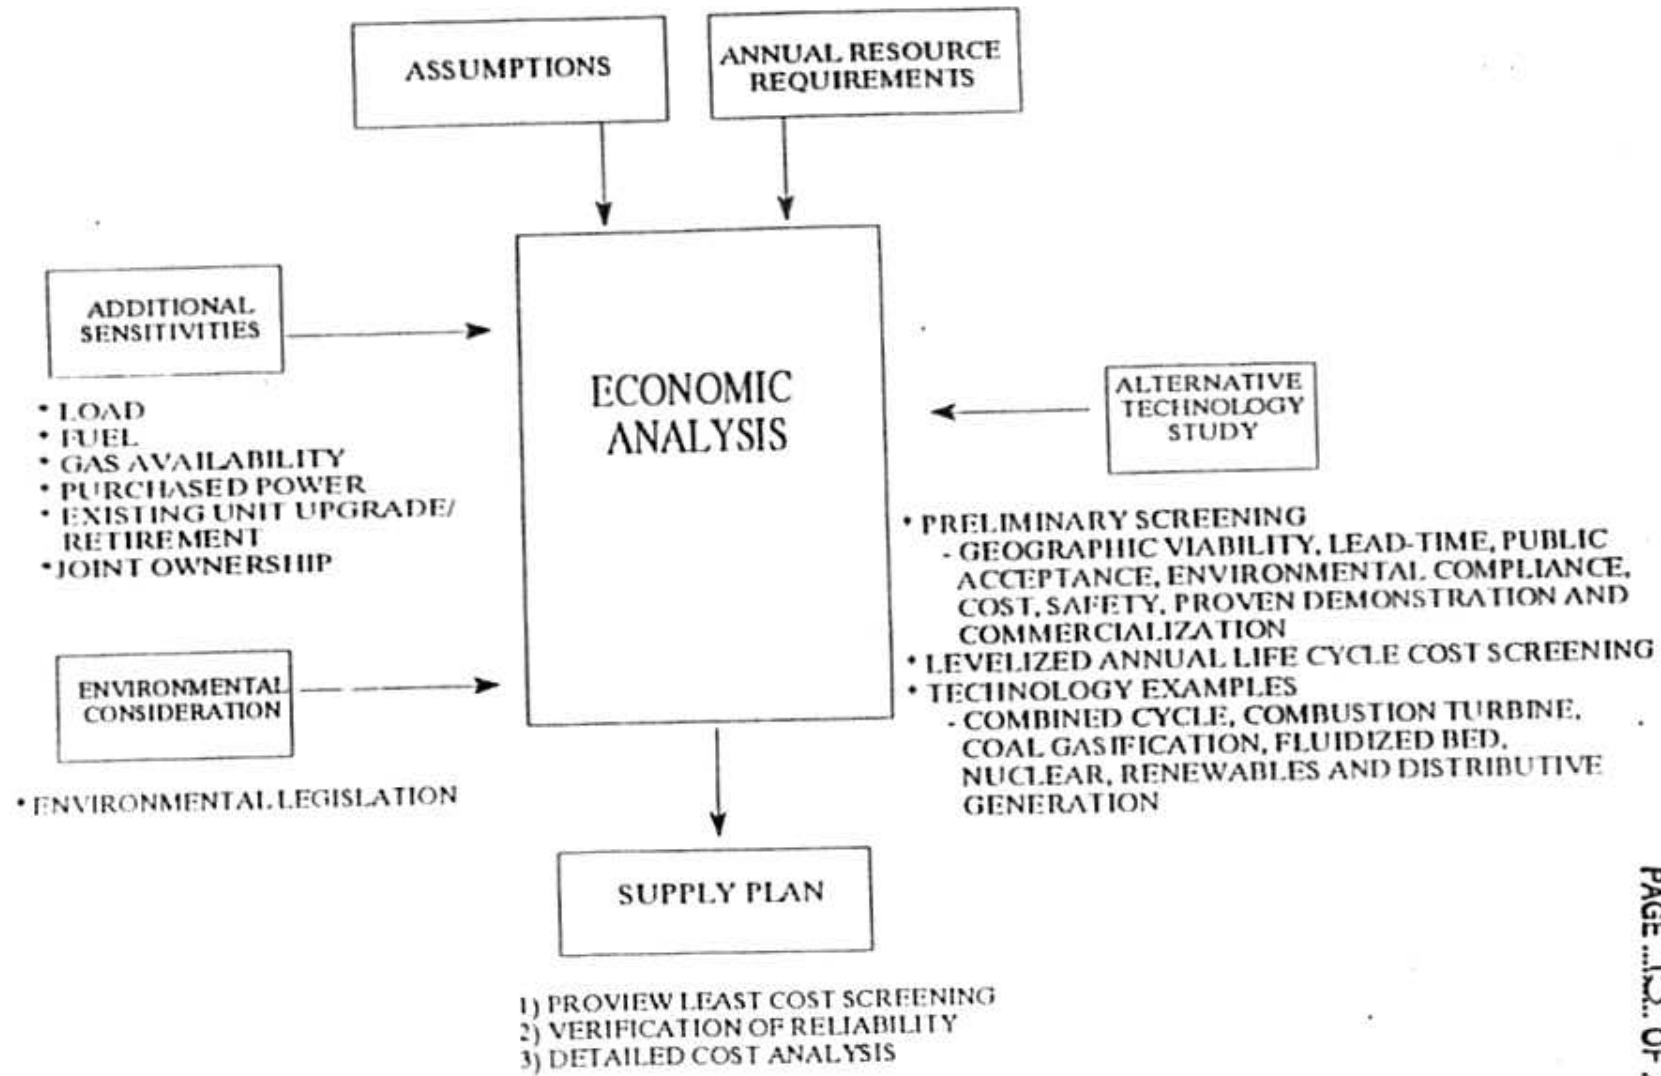 ASSUMPTIONS
ANNUAL RESOURCE
REQUIREMENTS
ADDITIONAL
SENSITIVITIES
* LOAD
* FUEL
* GAS AVAILABILITY
* PURCHASED POWER
* EXISTING UNIT UPGRADE/
RETIREMENT
*JOINT OWNERSHIP
ENVIRONMENTAL
CONSIDERATION
* ENVIRONMENTAL LEGISLATION
ECONOMIC
ANALYSIS
ALTERNATIVE
TECHNOLOGY
STUDY
* PRELIMINARY SCREENING
- GEOGRAPHIC VIABILITY, LEAD-TIME, PUBLIC
ACCEPTANCE, ENVIRONMENTAL COMPLIANCE,
COST, SAFETY, PROVEN DEMONSTRATION AND
COMMERCIALIZATION
* LEVELIZED ANNUAL LIFE CYCLE COST SCREENING
* TECHNOLOGY EXAMPLES
- COMBINED CYCLE, COMBUSTION TURBINE,
COAL GASIFICATION, FLUIDIZED BED,
NUCLEAR, RENEWABLES AND DISTRIBUTIVE
GENERATION
SUPPLY PLAN
1) PROVIEW LEAST COST SCREENING
2) VERIFICATION OF RELIABILITY
3) DETAILED COST ANALYSIS
PAGE OF